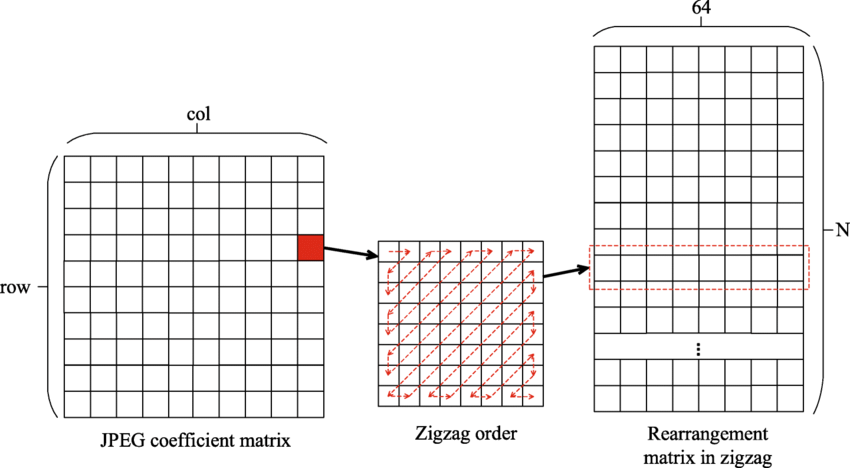 64
col
N
row
JPEG coefficient matrix
Zigzag order
Rearrangement
matrix in zigzag